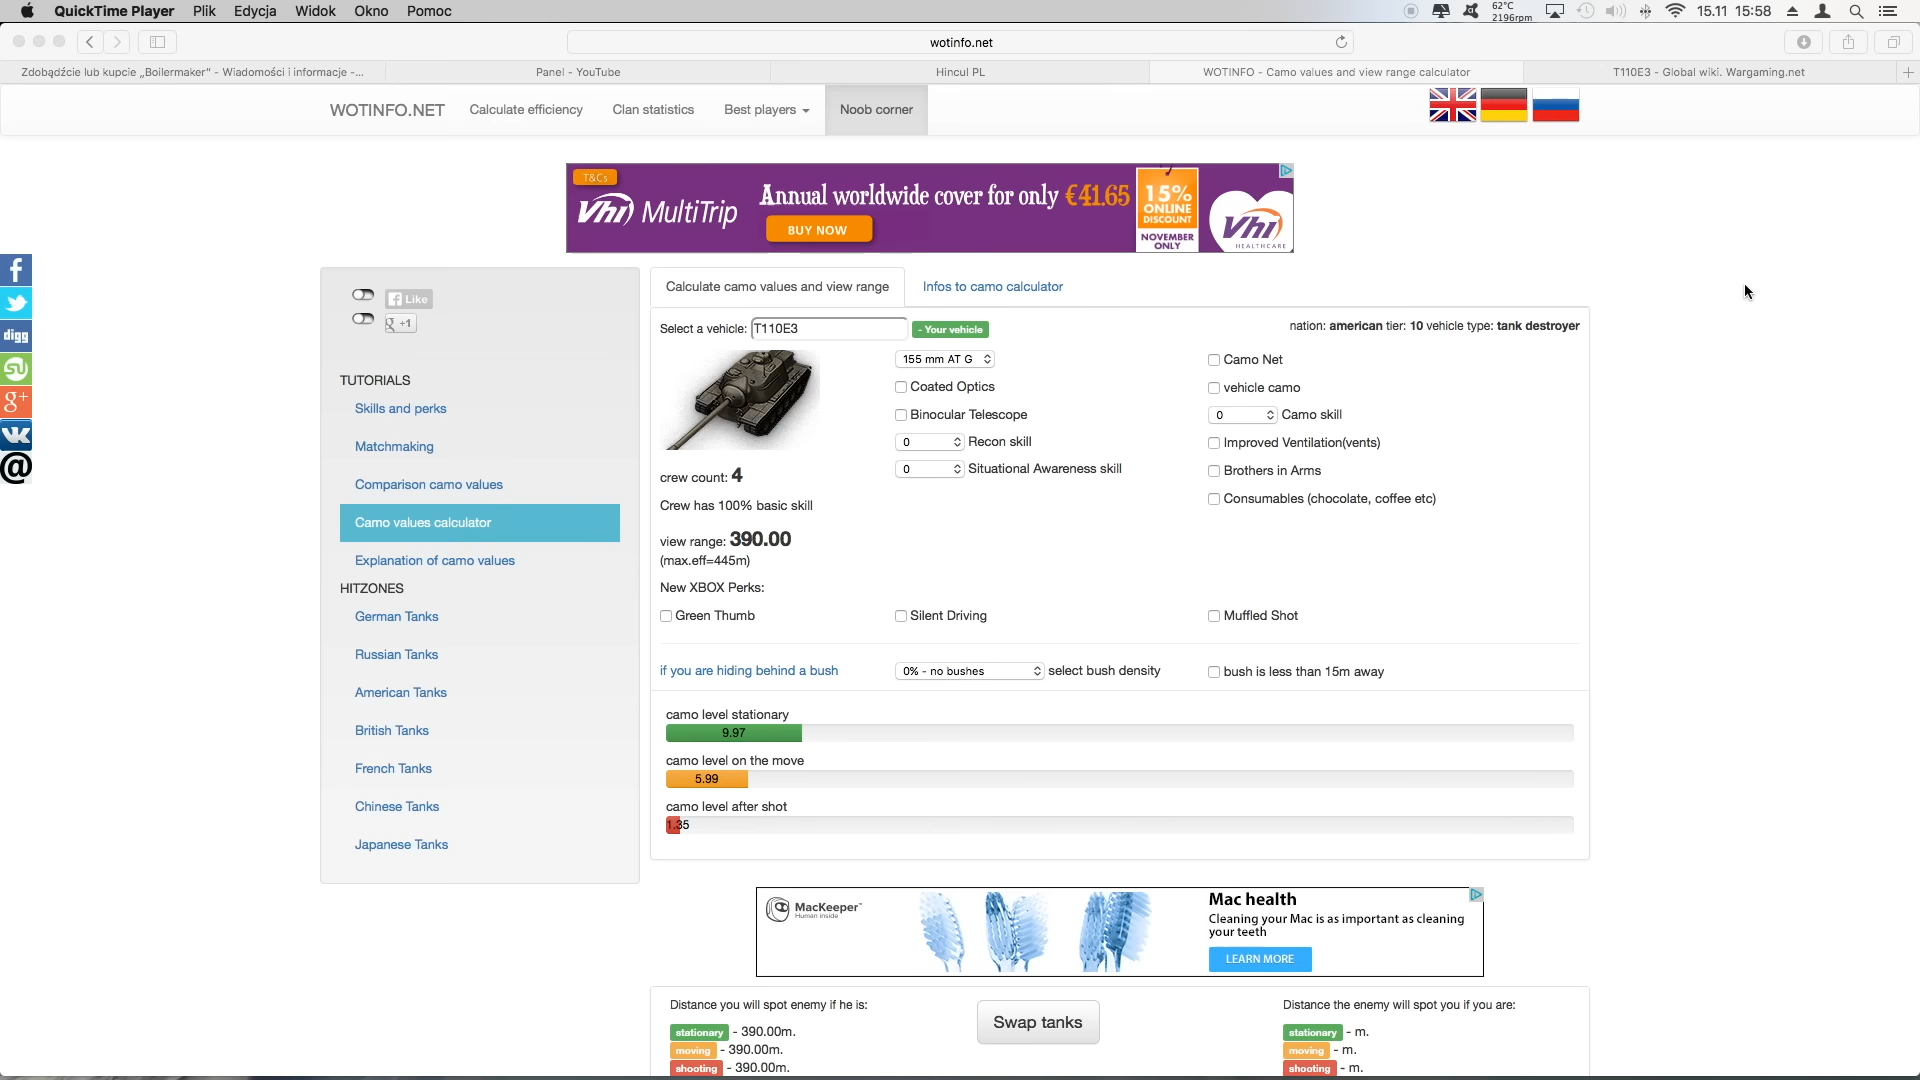 QuickTime Player Plik Edycja Widok Okno Pomoc
62°C
2196rpm
15.11 15:58
wotinfo.net
Zdobądźcie lub kupcie „Boilermaker” - Wiadomości i informacje -...
Panel - YouTube
Hincul PL
WOTINFO - Camo values and view range calculator
T110E3 - Global wiki. Wargaming.net
WOTINFO.NET Calculate efficiency Clan statistics Best players Noob corner
T&Cs
Vhi MultiTrip
Annual worldwide cover for only €41.65
BUY NOW
15%
ONLINE
DISCOUNT
NOVEMBER
ONLY
Vhi
HEALTHCARE
digg
Like
g +1
TUTORIALS
Skills and perks
Matchmaking
Comparison camo values
Camo values calculator
Explanation of camo values
HITZONES
German Tanks
Russian Tanks
American Tanks
British Tanks
French Tanks
Chinese Tanks
Japanese Tanks
Calculate camo values and view range
Infos to camo calculator
Select a vehicle: T110E3 - Your vehicle
nation: american tier: 10 vehicle type: tank destroyer
155 mm AT G
Coated Optics
Binocular Telescope
0 Recon skill
0 Situational Awareness skill
Camo Net
vehicle camo
0 Camo skill
Improved Ventilation(vents)
Brothers in Arms
Consumables (chocolate, coffee etc)
crew count: 4
Crew has 100% basic skill
view range: 390.00
(max.eff=445m)
New XBOX Perks:
Green Thumb
Silent Driving
Muffled Shot
if you are hiding behind a bush
0% - no bushes select bush density
bush is less than 15m away
camo level stationary
9.97
camo level on the move
5.99
camo level after shot
1.35
MacKeeper
Human inside
Mac health
Cleaning your Mac is as important as cleaning
your teeth
LEARN MORE
Distance you will spot enemy if he is:
stationary - 390.00m.
moving - 390.00m.
shooting - 390.00m.
Swap tanks
Distance the enemy will spot you if you are:
stationary - m.
moving - m.
shooting - m.